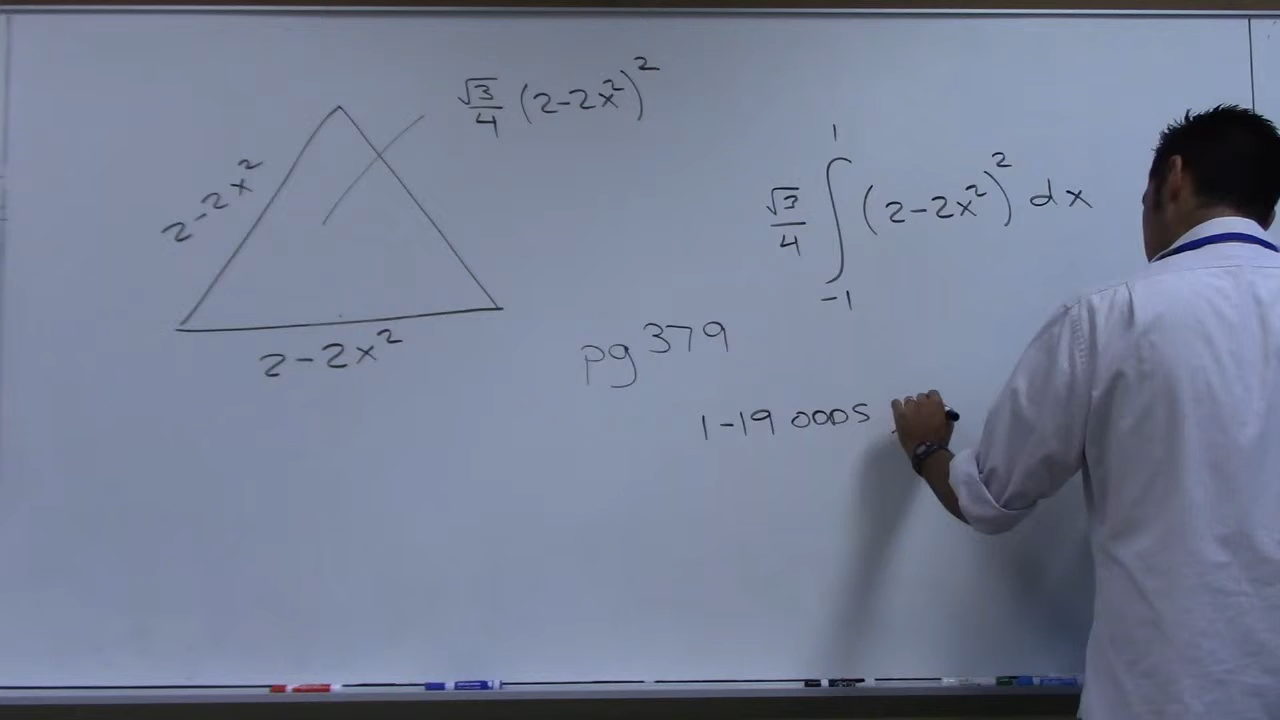 √3/4 (2-2x²)²
2-2x²
2-2x²
√3/4 ∫₋₁¹ (2-2x²)² dx
pg 379
1-19 ODDS